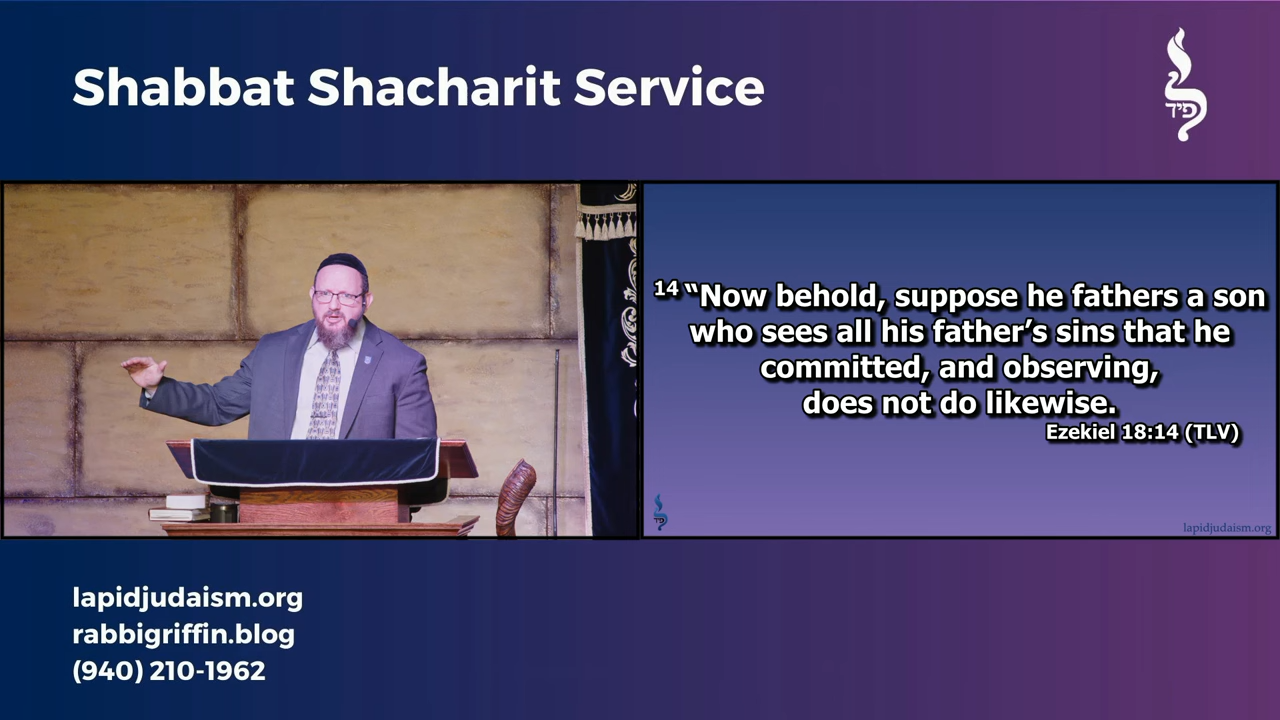 Shabbat Shacharit Service
לפיד
14 “Now behold, suppose he fathers a son
who sees all his father’s sins that he
committed, and observing,
does not do likewise.
Ezekiel 18:14 (TLV)
לפיד
lapidjudaism.org
lapidjudaism.org
rabbigriffin.blog
(940) 210-1962